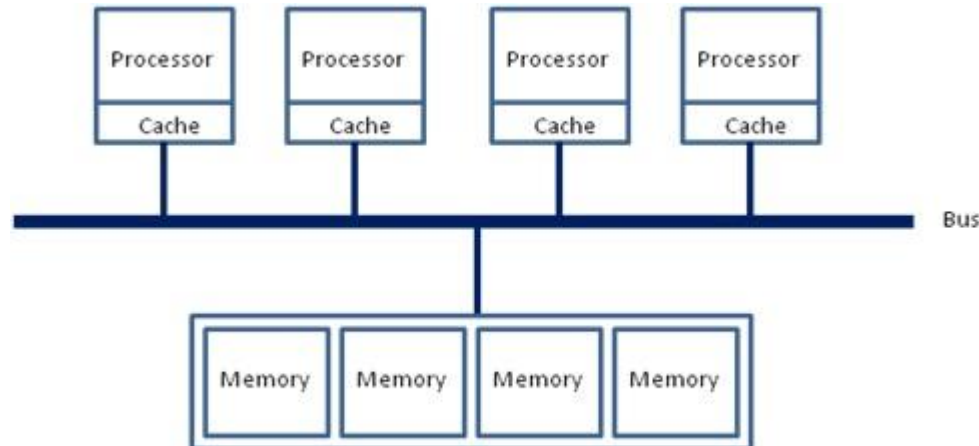 Processor
Processor
Processor
Processor
Cache
Cache
Cache
Cache
Bus
Memory
Memory
Memory
Memory